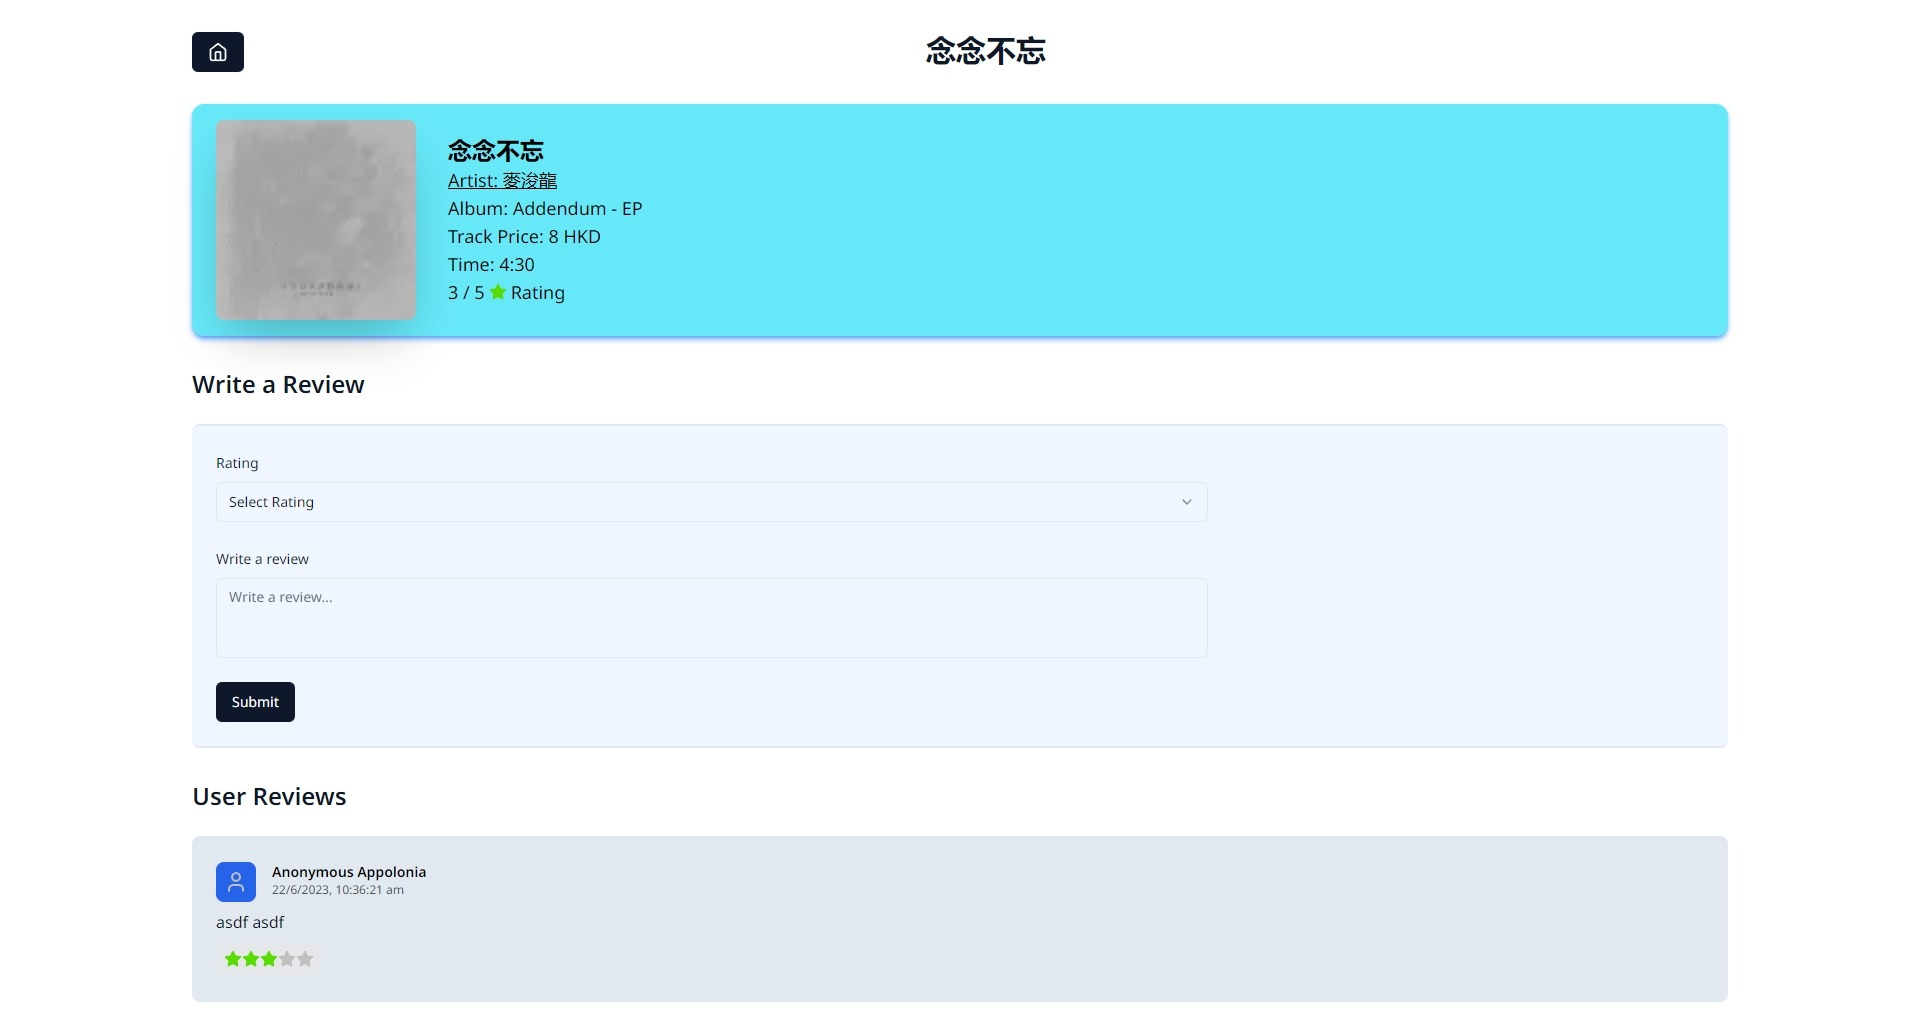 念念不忘
念念不忘
Artist: 麥浚龍
Album: Addendum - EP
Track Price: 8 HKD
Time: 4:30
3 / 5 Rating
Write a Review
Rating
Select Rating
Write a review
Write a review...
Submit
User Reviews
Anonymous Appolonia
22/6/2023, 10:36:21 am
asdf asdf